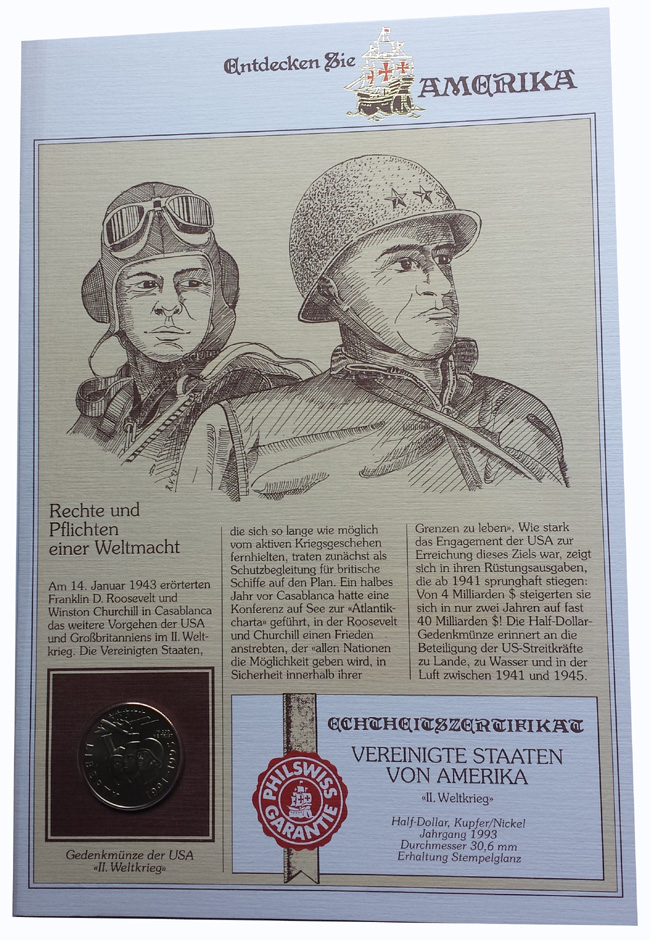 Entdecken Sie
AMERIKA
Rechte und
Pflichten
einer Weltmacht
Am 14. Januar 1943 erörterten
Franklin D. Roosevelt und
Winston Churchill in Casablanca
das weitere Vorgehen der USA
und Großbritanniens im II. Welt-
krieg. Die Vereinigten Staaten,
die sich so lange wie möglich
vom aktiven Kriegsgeschehen
fernhielten, traten zunächst als
Schutzbegleitung für britische
Schiffe auf den Plan. Ein halbes
Jahr vor Casablanca hatte eine
Konferenz auf See zur «Atlantik-
charta» geführt, in der Roosevelt
und Churchill einen Frieden
anstrebten, der «allen Nationen
die Möglichkeit geben wird, in
Sicherheit innerhalb ihrer
Grenzen zu leben». Wie stark
das Engagement der USA zur
Erreichung dieses Ziels war, zeigt
sich in ihren Rüstungsausgaben,
die ab 1941 sprunghaft stiegen:
Von 4 Milliarden $ steigerten sie
sich in nur zwei Jahren auf fast
40 Milliarden $! Die Half-Dollar-
Gedenkmünze erinnert an die
Beteiligung der US-Streitkräfte
zu Lande, zu Wasser und in der
Luft zwischen 1941 und 1945.
LIBERTY
Gedenkmünze der USA
«II. Weltkrieg»
ECHTHEITSZERTIFIKAT
VEREINIGTE STAATEN
VON AMERIKA
«II. Weltkrieg»
Half-Dollar, Kupfer/Nickel
Jahrgang 1993
Durchmesser 30,6 mm
Erhaltung Stempelglanz
PHILSWISS
GARANTIE